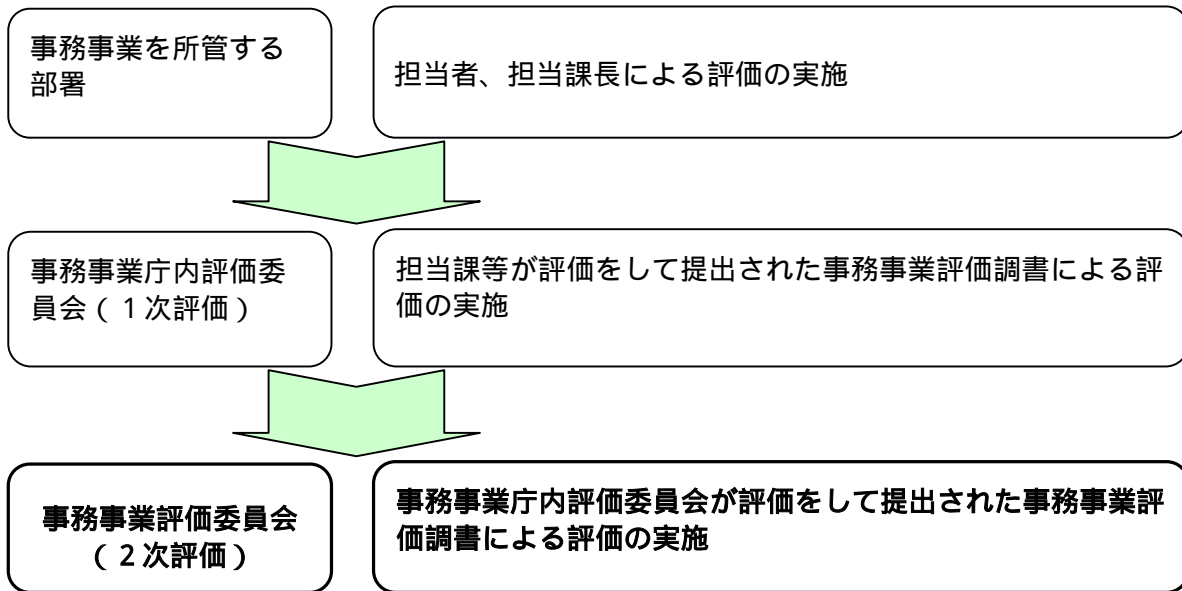 事務事業を所管する
部署
担当者、担当課長による評価の実施
事務事業庁内評価委
員会(1次評価)
担当課等が評価をして提出された事務事業評価調書による評
価の実施
事務事業評価委員会
(2次評価)
事務事業庁内評価委員会が評価をして提出された事務事業評
価調書による評価の実施